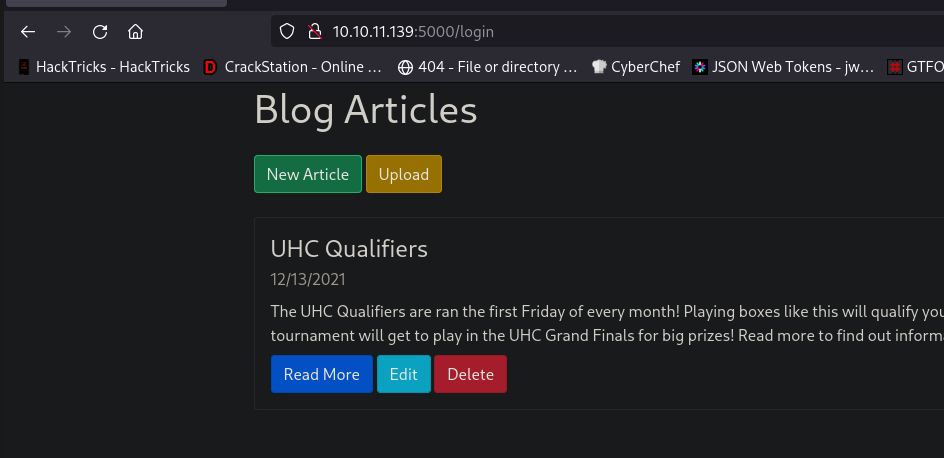 10.10.11.139:5000/login
HackTricks - HackTricks CrackStation - Online ... 404 - File or directory ... CyberChef JSON Web Tokens - jw... GTFO
Blog Articles
New Article Upload
UHC Qualifiers
12/13/2021
The UHC Qualifiers are ran the first Friday of every month! Playing boxes like this will qualify you
tournament will get to play in the UHC Grand Finals for big prizes! Read more to find out inform
Read More Edit Delete